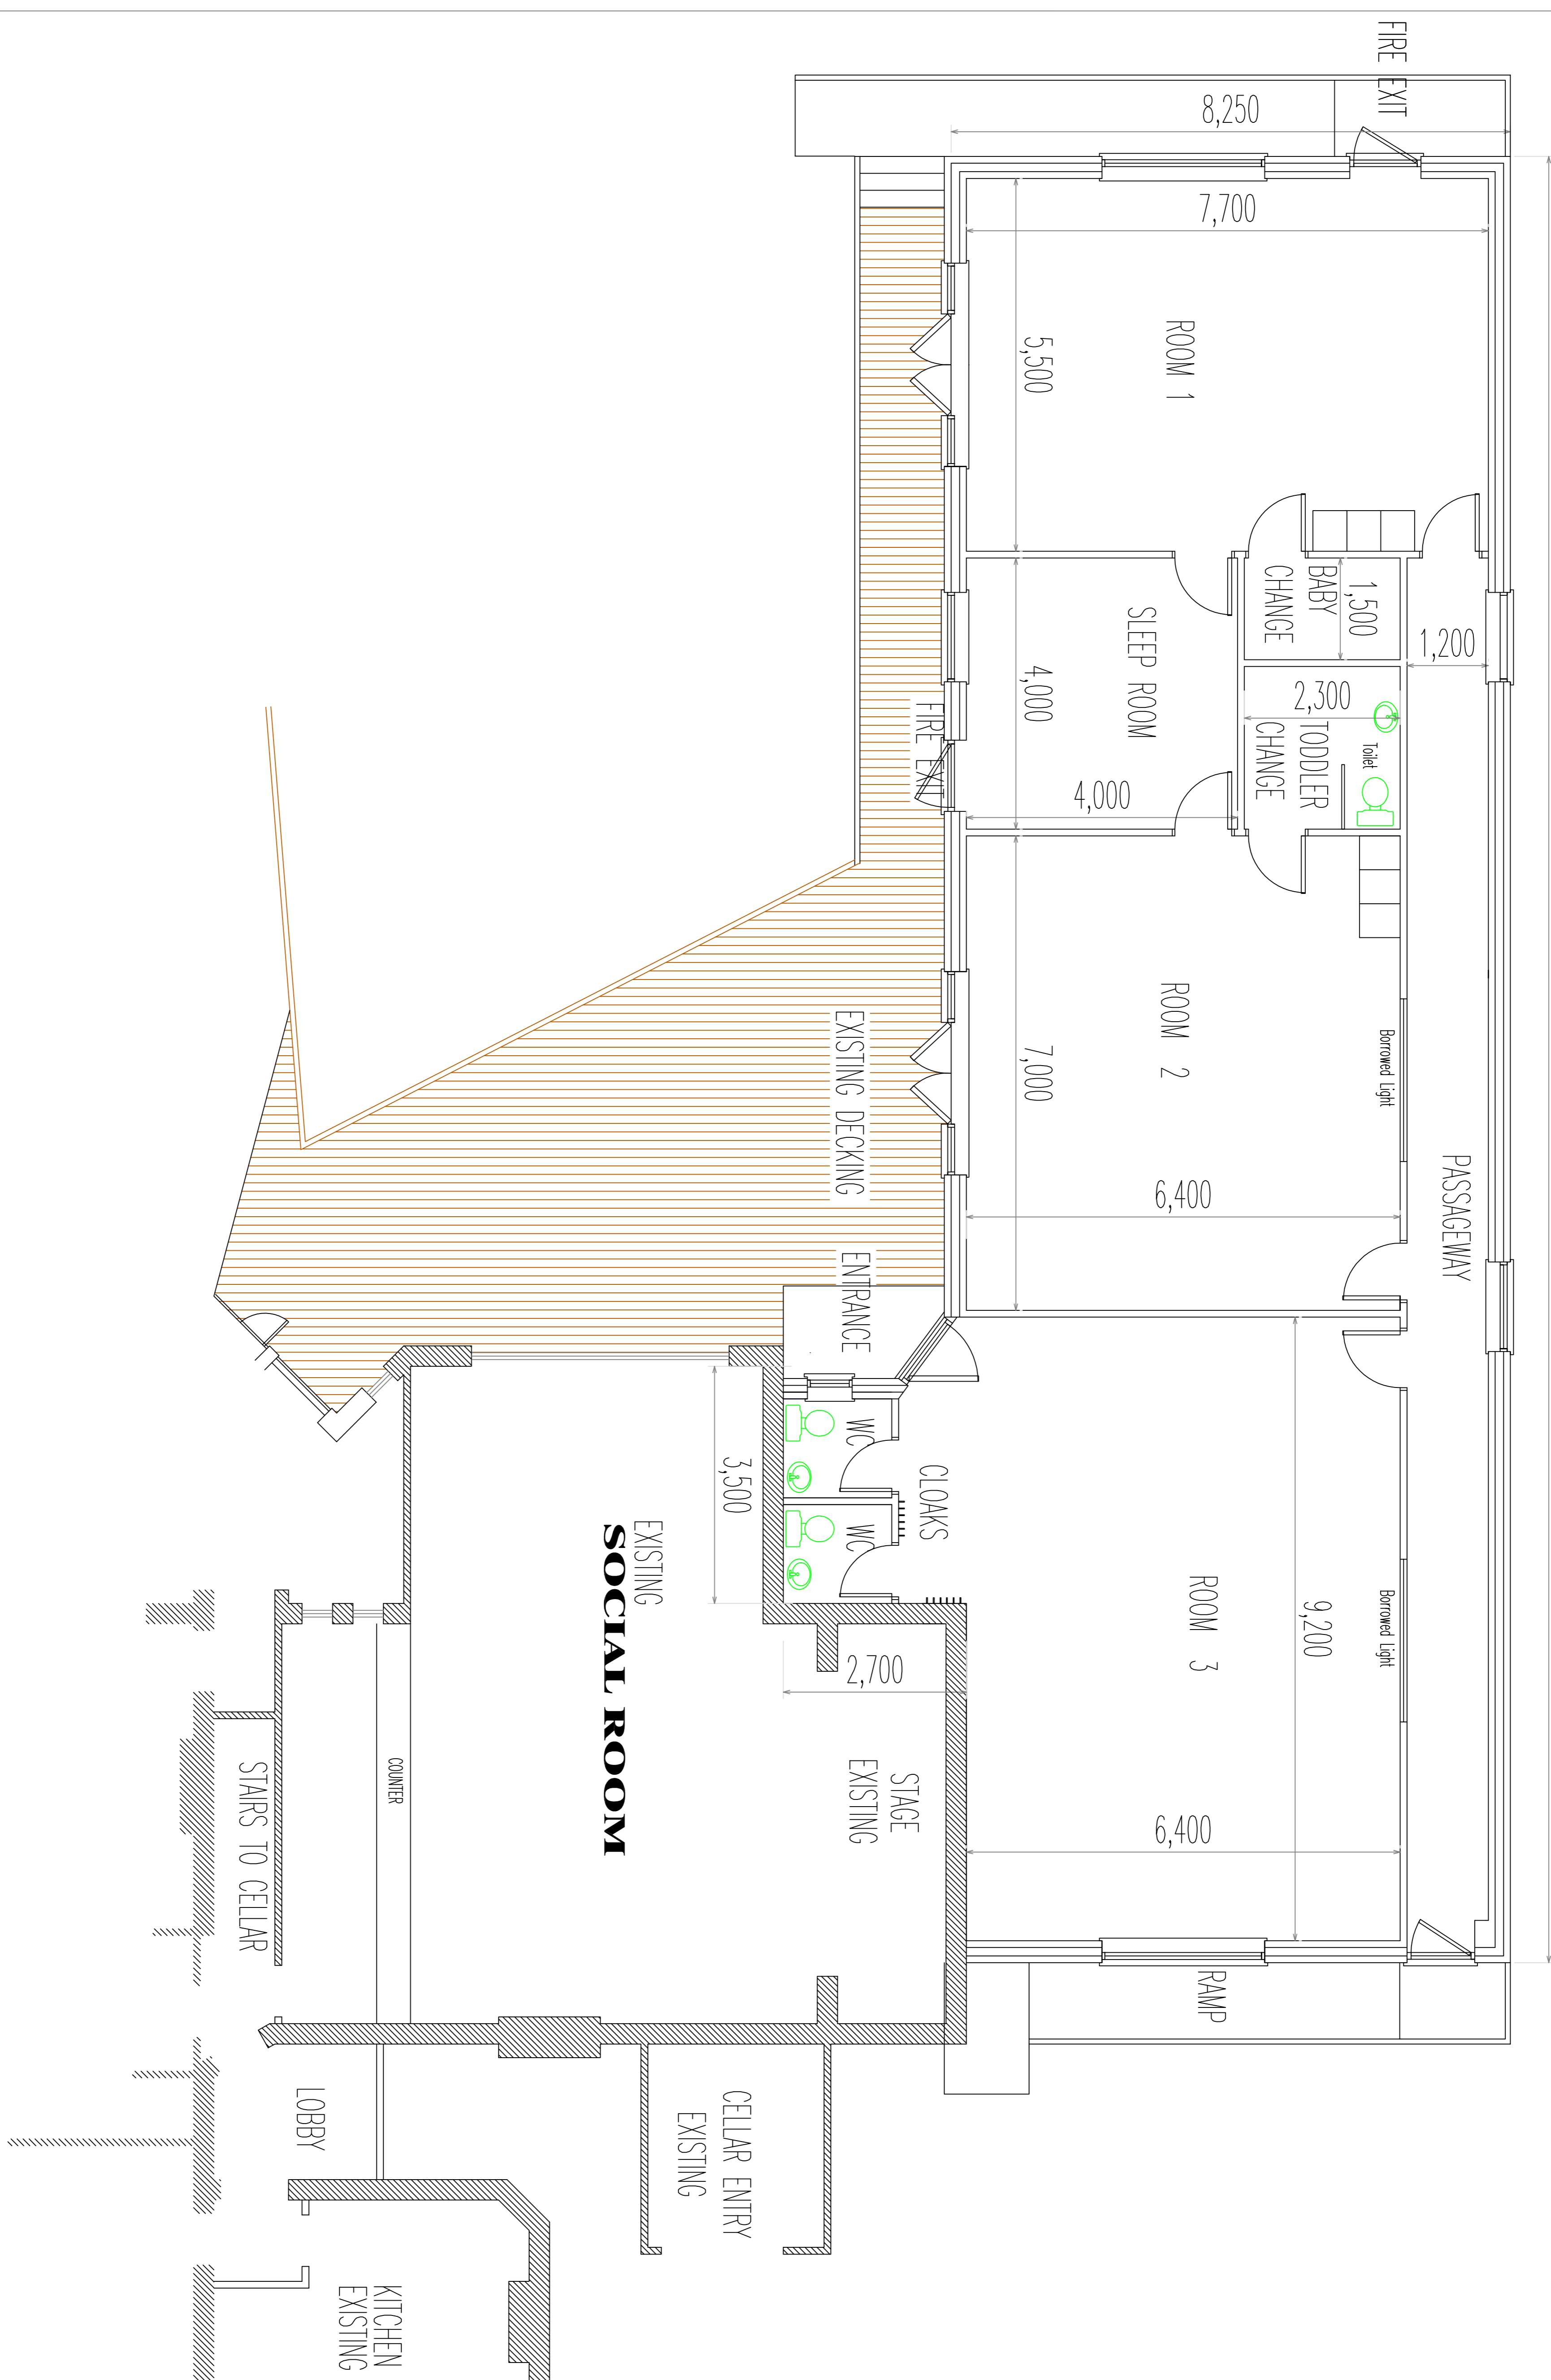 FIRE EXIT
8,250
7,700
ROOM 1
5,500
BABY
CHANGE
1,500
1,200
SLEEP ROOM
4,000
4,000
2,300
TODDLER
CHANGE
Toilet
FIRE EXIT
PASSAGEWAY
Borrowed Light
ROOM 2
7,000
6,400
EXISTING DECKING
ENTRANCE
WC
WC
CLOAKS
Borrowed Light
ROOM 3
9,200
6,400
RAMP
3,500
2,700
EXISTING
SOCIAL ROOM
STAGE
EXISTING
COUNTER
STAIRS TO CELLAR
LOBBY
CELLAR ENTRY
EXISTING
KITCHEN
EXISTING